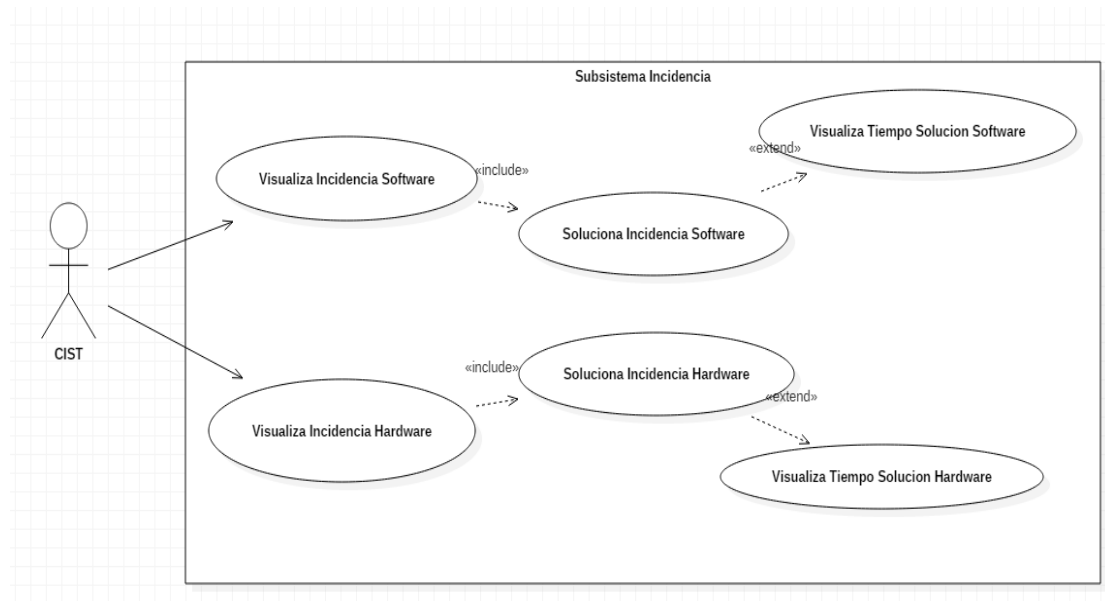 Subsistema Incidencia
Visualiza Tiempo Solucion Software
«extend»
Visualiza Incidencia Software
«include»
Soluciona Incidencia Software
CIST
«include»
Soluciona Incidencia Hardware
«extend»
Visualiza Incidencia Hardware
Visualiza Tiempo Solucion Hardware